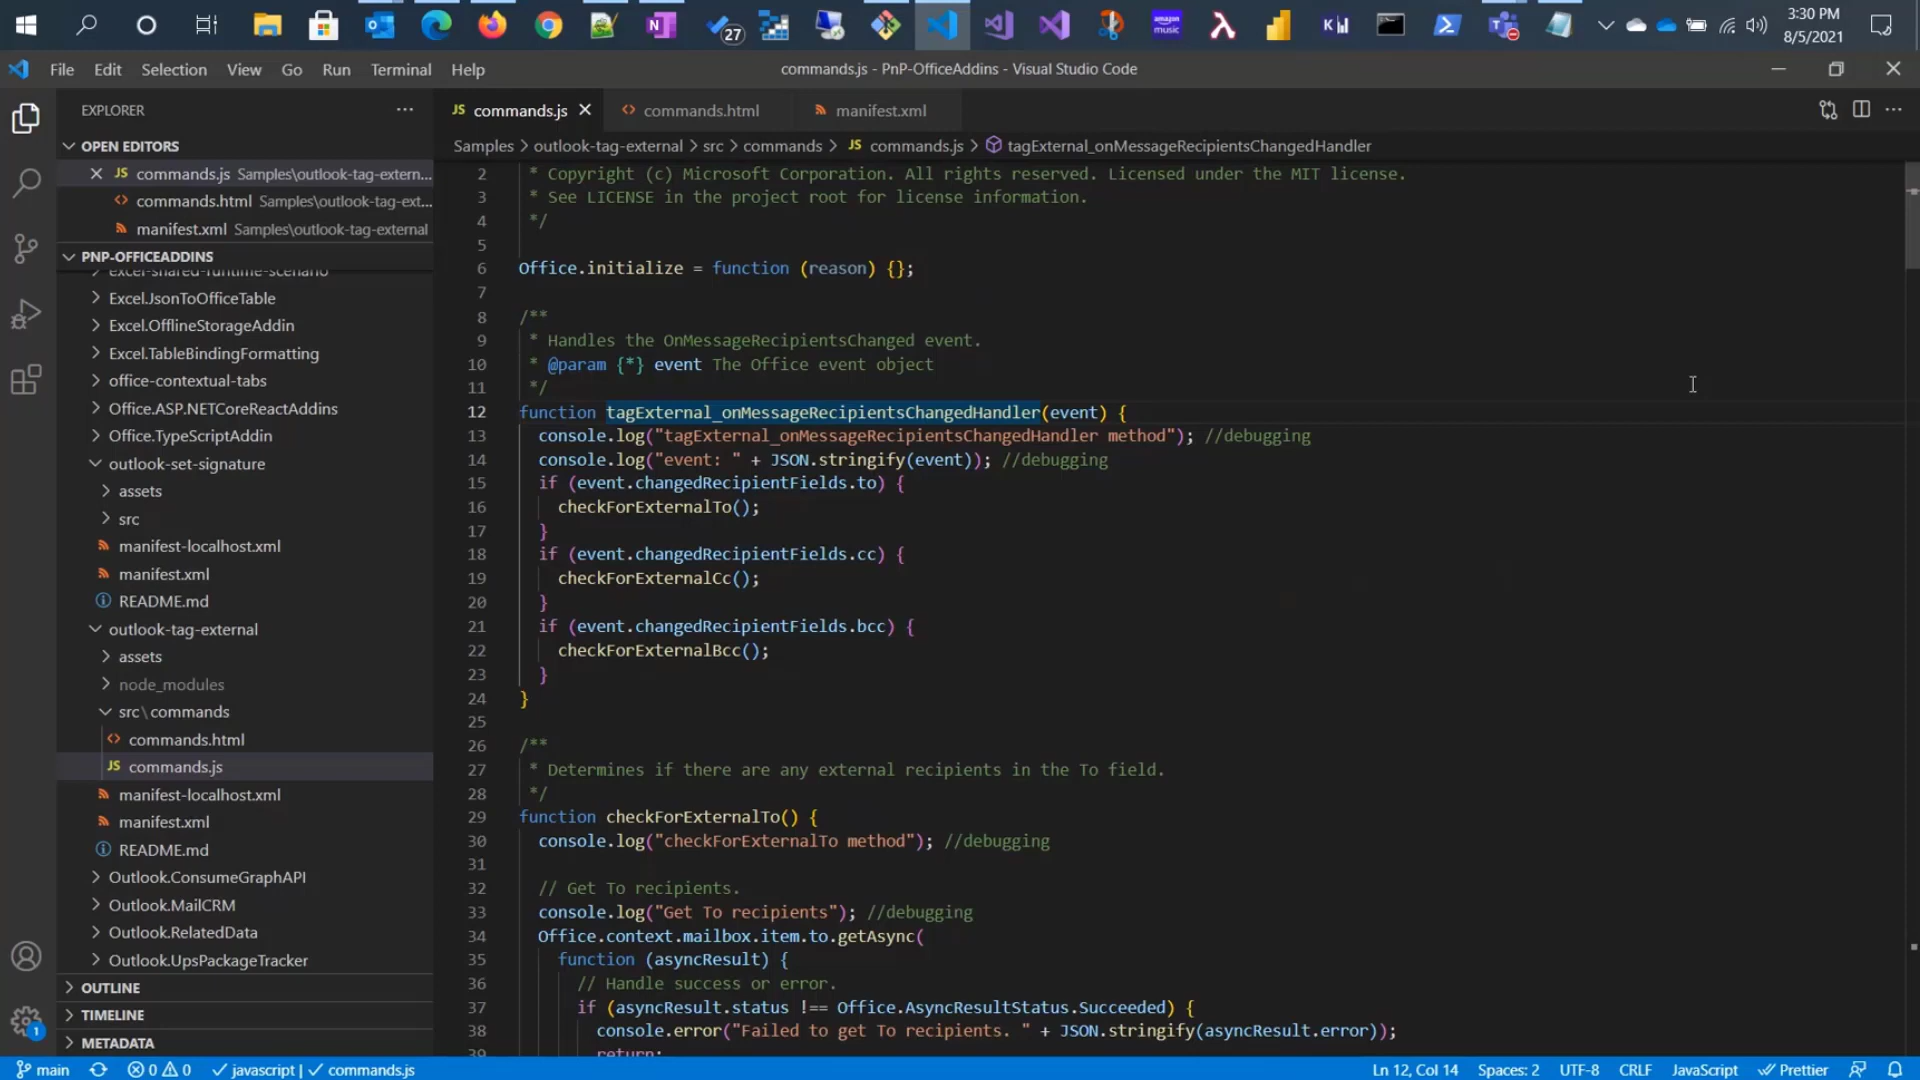 27
amazon
music
3:30 PM
8/5/2021
File Edit Selection View Go Run Terminal Help
commands.js - PnP-OfficeAddins - Visual Studio Code
EXPLORER
OPEN EDITORS
JS commands.js Samples\outlook-tag-extern...
commands.html Samples\outlook-tag-ext...
manifest.xml Samples\outlook-tag-external
PNP-OFFICEADDINS
excel-shared-runtime-scenario
Excel.JsonToOfficeTable
Excel.OfflineStorageAddin
Excel.TableBindingFormatting
office-contextual-tabs
Office.ASP.NETCoreReactAddins
Office.TypeScriptAddin
outlook-set-signature
assets
src
manifest-localhost.xml
manifest.xml
README.md
outlook-tag-external
assets
node_modules
src\commands
commands.html
JS commands.js
manifest-localhost.xml
manifest.xml
README.md
Outlook.ConsumeGraphAPI
Outlook.MailCRM
Outlook.RelatedData
Outlook.UpsPackageTracker
OUTLINE
TIMELINE
METADATA
1
JS commands.js commands.html manifest.xml
Samples > outlook-tag-external > src > commands > JS commands.js > tagExternal_onMessageRecipientsChangedHandler
2 * Copyright (c) Microsoft Corporation. All rights reserved. Licensed under the MIT license.
3 * See LICENSE in the project root for license information.
4 */
5
6 Office.initialize = function (reason) {};
7
8 /**
9 * Handles the OnMessageRecipientsChanged event.
10 * @param {*} event The Office event object
11 */
12 function tagExternal_onMessageRecipientsChangedHandler(event) {
13 console.log("tagExternal_onMessageRecipientsChangedHandler method"); //debugging
14 console.log("event: " + JSON.stringify(event)); //debugging
15 if (event.changedRecipientFields.to) {
16 checkForExternalTo();
17 }
18 if (event.changedRecipientFields.cc) {
19 checkForExternalCc();
20 }
21 if (event.changedRecipientFields.bcc) {
22 checkForExternalBcc();
23 }
24 }
25
26 /**
27 * Determines if there are any external recipients in the To field.
28 */
29 function checkForExternalTo() {
30 console.log("checkForExternalTo method"); //debugging
31
32 // Get To recipients.
33 console.log("Get To recipients"); //debugging
34 Office.context.mailbox.item.to.getAsync(
35 function (asyncResult) {
36 // Handle success or error.
37 if (asyncResult.status !== Office.AsyncResultStatus.Succeeded) {
38 console.error("Failed to get To recipients. " + JSON.stringify(asyncResult.error));
39 return;
main 0 0 javascript | commands.js Ln 12, Col 14 Spaces: 2 UTF-8 CRLF JavaScript Prettier